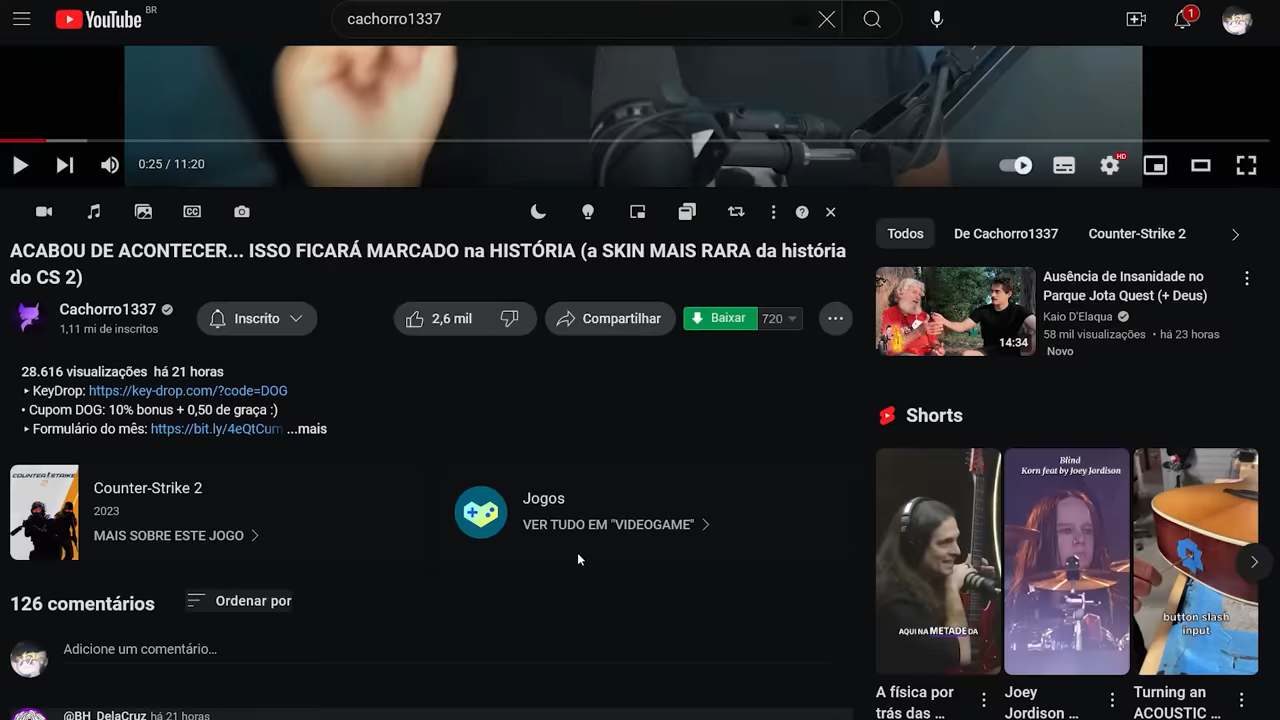 YouTube BR
cachorro1337
1
0:25 / 11:20
HD
CC
ACABOU DE ACONTECER... ISSO FICARÁ MARCADO na HISTÓRIA (a SKIN MAIS RARA da história
do CS 2)
Cachorro1337
1,11 mi de inscritos
Inscrito
2,6 mil
Compartilhar
Baixar
720
28.616 visualizações há 21 horas
‣ KeyDrop: https://key-drop.com/?code=DOG
• Cupom DOG: 10% bonus + 0,50 de graça :)
‣ Formulário do mês: https://bit.ly/4eQtCum ...mais
COUNTER STRIKE
2
Counter-Strike 2
2023
MAIS SOBRE ESTE JOGO
Jogos
VER TUDO EM "VIDEOGAME"
126 comentários
Ordenar por
Adicione um comentário...
@BH_DelaCruz há 21 horas
Todos
De Cachorro1337
Counter-Strike 2
14:34
Ausência de Insanidade no
Parque Jota Quest (+ Deus)
Kaio D'Elaqua
58 mil visualizações • há 23 horas
Novo
Shorts
AQUI NA METADE DA
Blind
Korn feat by Joey Jordison
button slash
input
A física por
trás das ...
Joey
Jordison ...
Turning an
ACOUSTIC ...